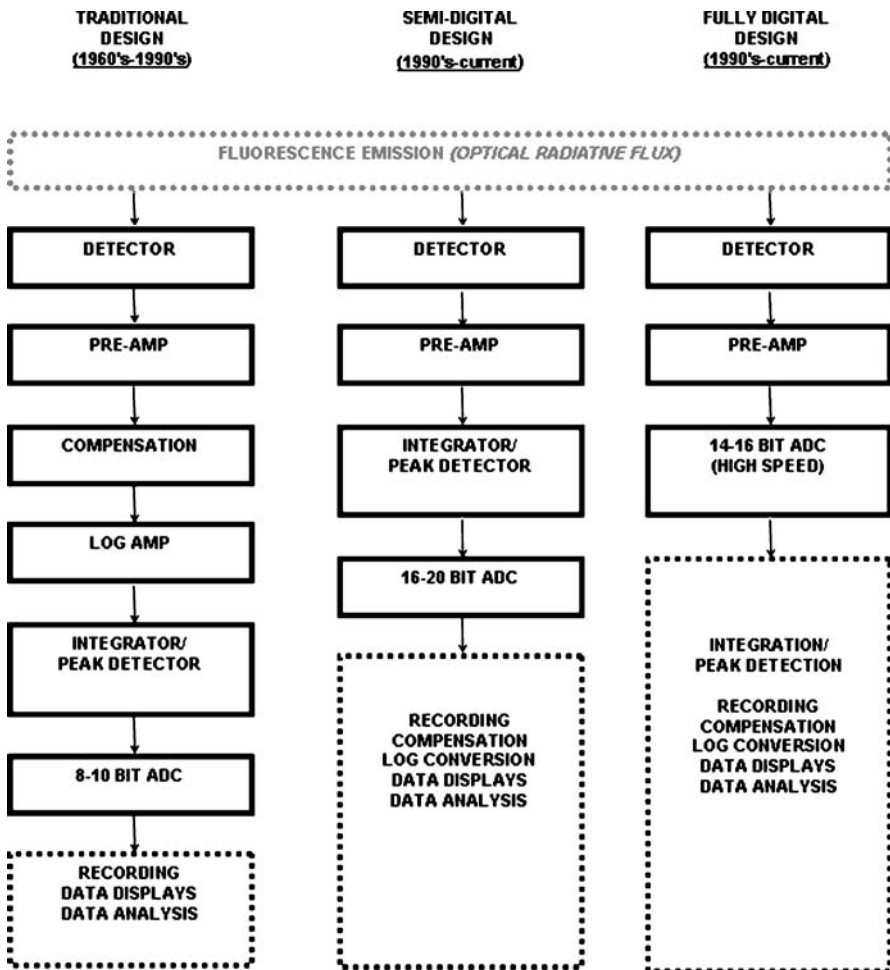 TRADITIONAL
DESIGN
(1960's-1990's)
SEMI-DIGITAL
DESIGN
(1990's-current)
FULLY DIGITAL
DESIGN
(1990's-current)
FLUORESCENCE EMISSION (OPTICAL RADIATIVE FLUX)
DETECTOR
PRE-AMP
COMPENSATION
LOG AMP
INTEGRATOR/
PEAK DETECTOR
8-10 BIT ADC
RECORDING
DATA DISPLAYS
DATA ANALYSIS
DETECTOR
PRE-AMP
INTEGRATOR/
PEAK DETECTOR
16-20 BIT ADC
RECORDING
COMPENSATION
LOG CONVERSION
DATA DISPLAYS
DATA ANALYSIS
DETECTOR
PRE-AMP
14-16 BIT ADC
(HIGH SPEED)
INTEGRATION/
PEAK DETECTION
RECORDING
COMPENSATION
LOG CONVERSION
DATA DISPLAYS
DATA ANALYSIS